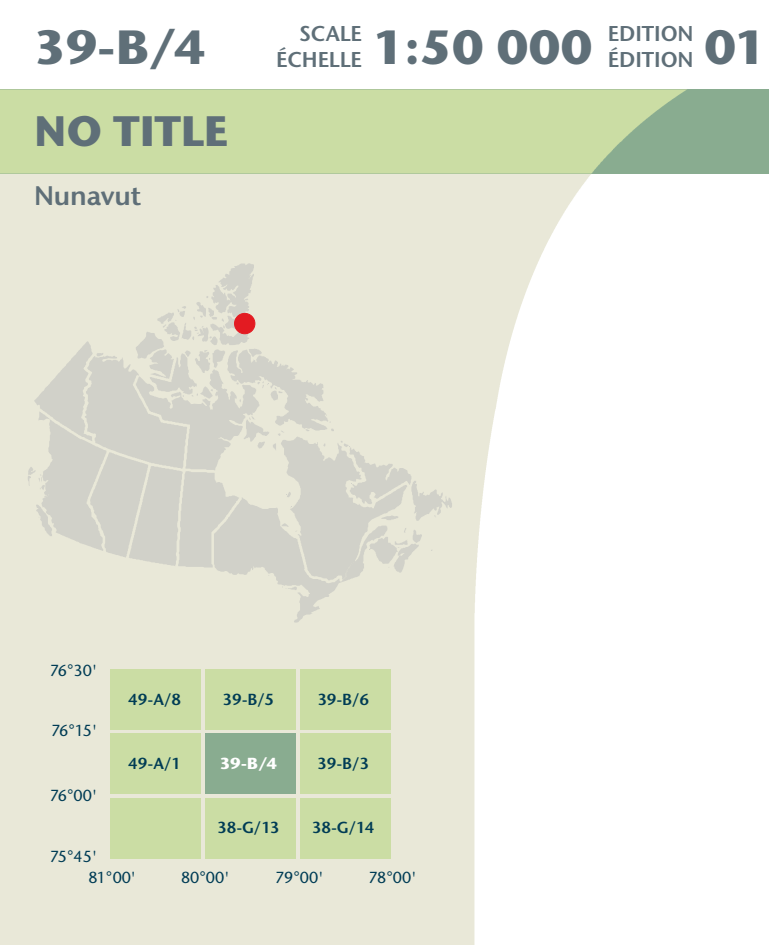 39-B/4
SCALE
ÉCHELLE
1:50 000
EDITION
ÉDITION
01
NO TITLE
Nunavut
76°30'
49-A/8 39-B/5 39-B/6
76°15'
49-A/1 39-B/4 39-B/3
76°00'
38-G/13 38-G/14
75°45'
81°00' 80°00' 79°00' 78°00'